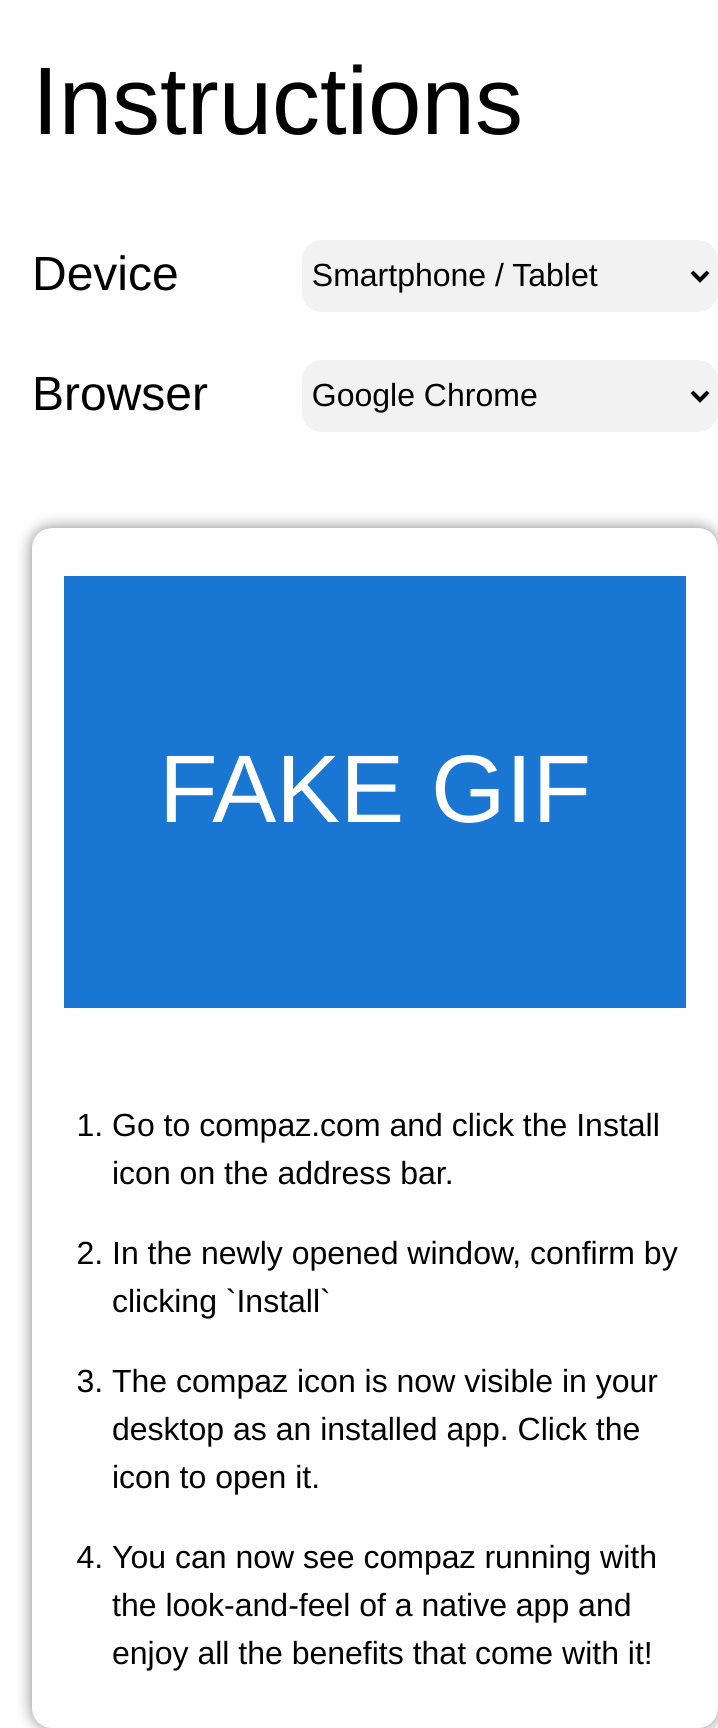 Instructions
Device
Smartphone / Tablet
Browser
Google Chrome
FAKE GIF
1. Go to compaz.com and click the Install
icon on the address bar.
2. In the newly opened window, confirm by
clicking `Install`
3. The compaz icon is now visible in your
desktop as an installed app. Click the
icon to open it.
4. You can now see compaz running with
the look-and-feel of a native app and
enjoy all the benefits that come with it!